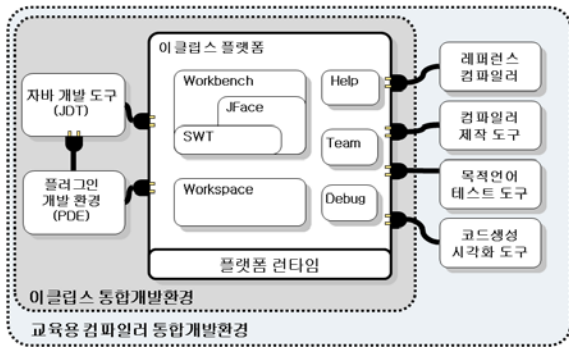 이클립스 플랫폼
Workbench
JFace
SWT
Workspace
Help
Team
Debug
플랫폼 런타임
자바 개발 도구
(JDT)
플러그인
개발 환경
(PDE)
레퍼런스
컴파일러
컴파일러
제작 도구
목적언어
테스트 도구
코드생성
시각화 도구
이클립스 통합개발환경
교육용 컴파일러 통합개발환경